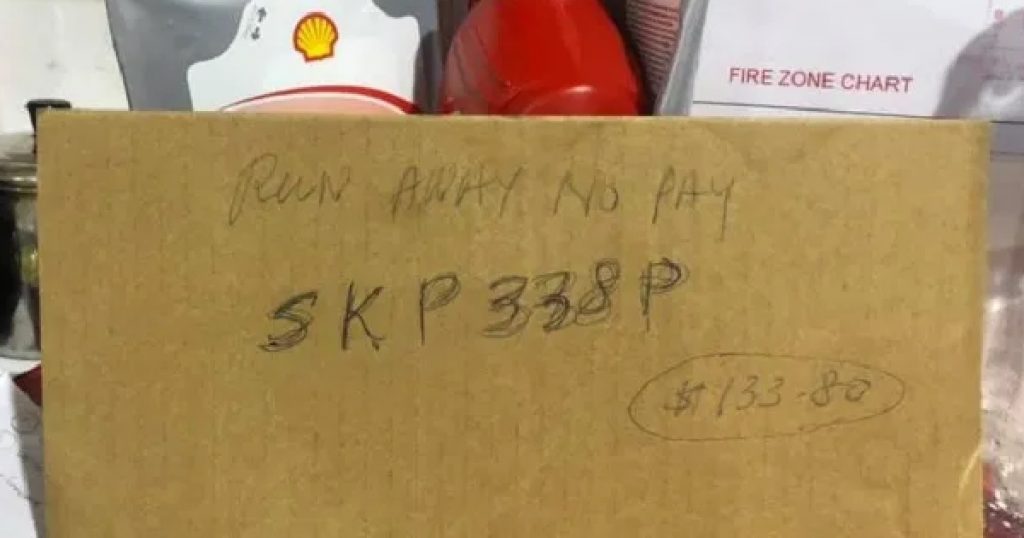 FIRE ZONE CHART
RUN AWAY NO PAY
SKP338P
$133.80